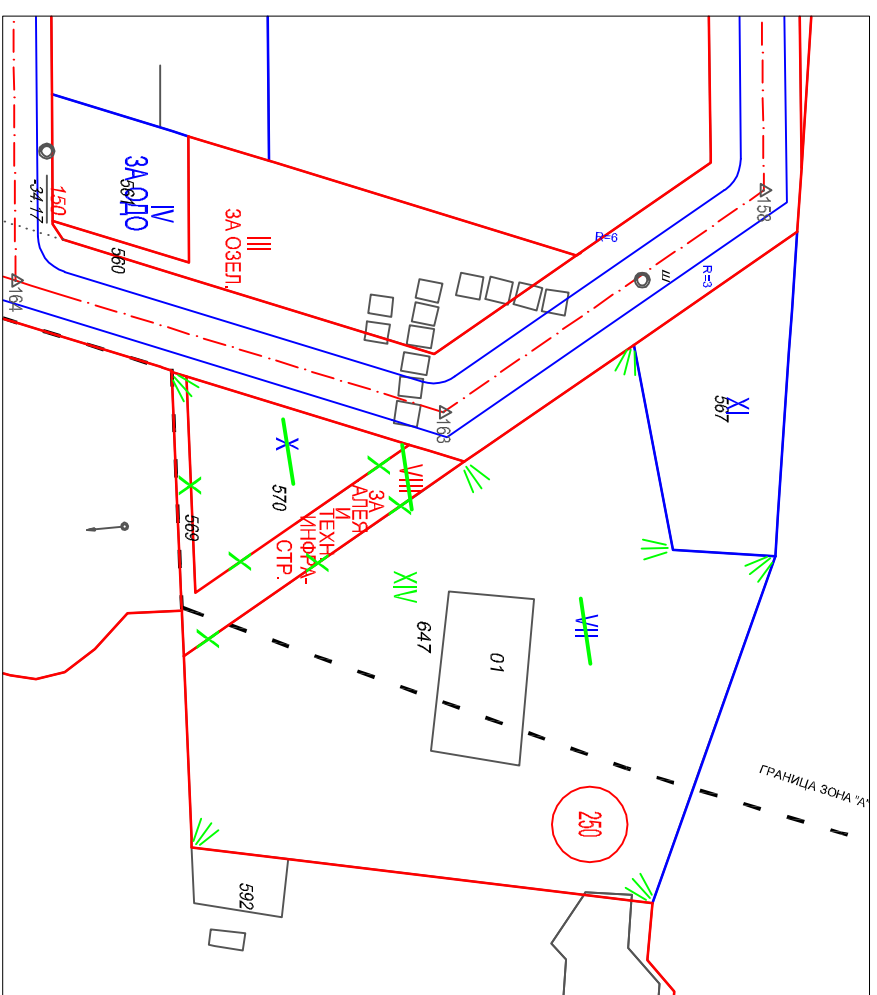 158
R=6
R=3
Ш
IV
ЗА ОДО
150
-34.17
560
III
ЗА ОЗЕЛ.
164
163
XI
567
X
570
569
VIII
ЗА
АЛЕЯ
И
ТЕХН.
ИНФРА-
СТР.
XIV
647
01
VII
ГРАНИЦА ЗОНА "А"
250
592